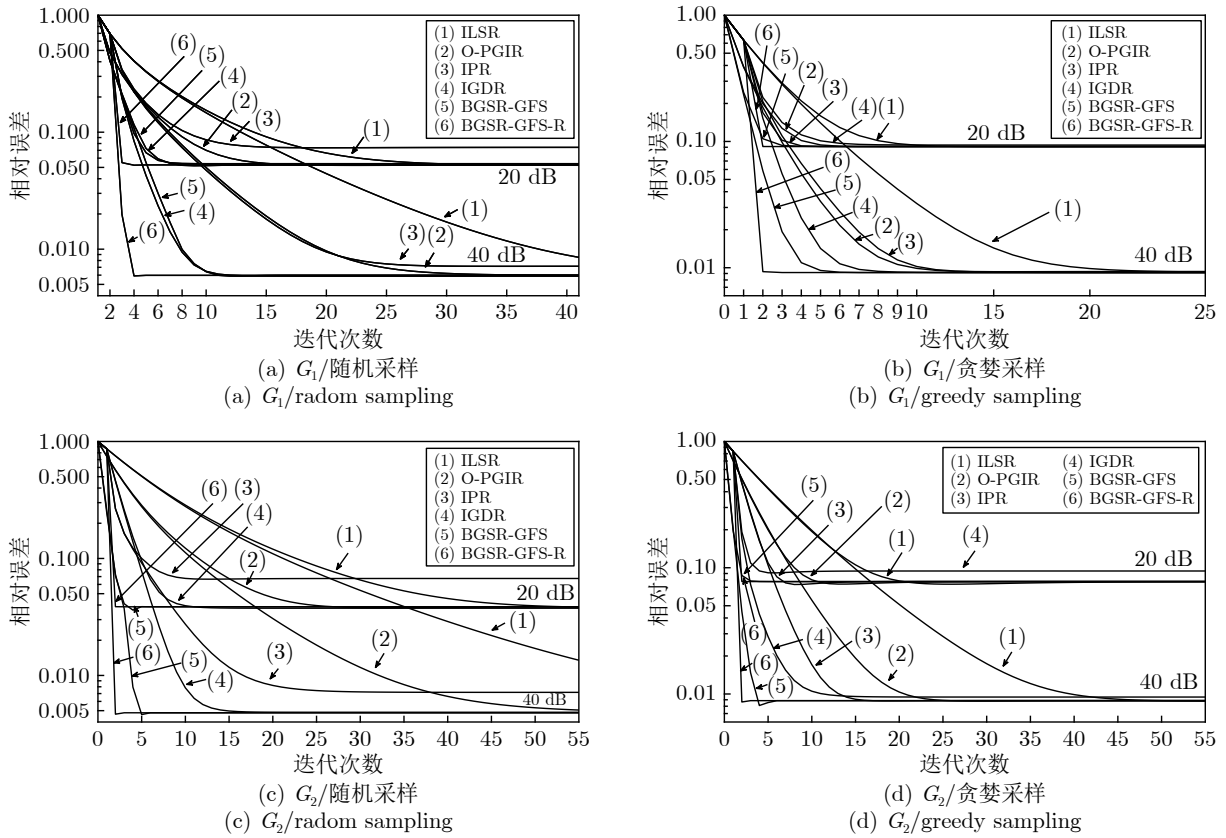 1.000
0.500
0.100
0.050
0.010
0.005
相对误差
(1) ILSR
(2) O-PGIR
(3) IPR
(4) IGDR
(5) BGSR-GFS
(6) BGSR-GFS-R
(6)
(5)
(4)
(2)
(3)
(1)
20 dB
(5)
(4)
(6)
(1)
(3)
(2)
40 dB
2 4 6 8 10 15 20 25 30 35 40
迭代次数
(a) G1/随机采样
(a) G1/radom sampling
1.00
0.50
0.10
0.05
0.01
相对误差
(1) ILSR
(2) O-PGIR
(3) IPR
(4) IGDR
(5) BGSR-GFS
(6) BGSR-GFS-R
(6)
(5)
(2)
(3)
(4)
(1)
20 dB
(6)
(5)
(4)
(2)
(3)
(1)
40 dB
0 1 2 3 4 5 6 7 8 9 10 15 20 25
迭代次数
(b) G1/贪婪采样
(b) G1/greedy sampling
1.000
0.500
0.100
0.050
0.010
0.005
相对误差
(1) ILSR
(2) O-PGIR
(3) IPR
(4) IGDR
(5) BGSR-GFS
(6) BGSR-GFS-R
(6)
(3)
(4)
(2)
(1)
20 dB
(5)
(6)
(5)
(4)
(3)
(2)
(1)
40 dB
0 5 10 15 20 25 30 35 40 45 50 55
迭代次数
(c) G2/随机采样
(c) G2/radom sampling
1.00
0.50
0.10
0.05
0.01
相对误差
(1) ILSR
(2) O-PGIR
(3) IPR
(4) IGDR
(5) BGSR-GFS
(6) BGSR-GFS-R
(5)
(3)
(2)
(1)
(4)
20 dB
(6)
(6)
(5)
(4)
(3)
(2)
(1)
40 dB
0 5 10 15 20 25 30 35 40 45 50 55
迭代次数
(d) G2/贪婪采样
(d) G2/greedy sampling